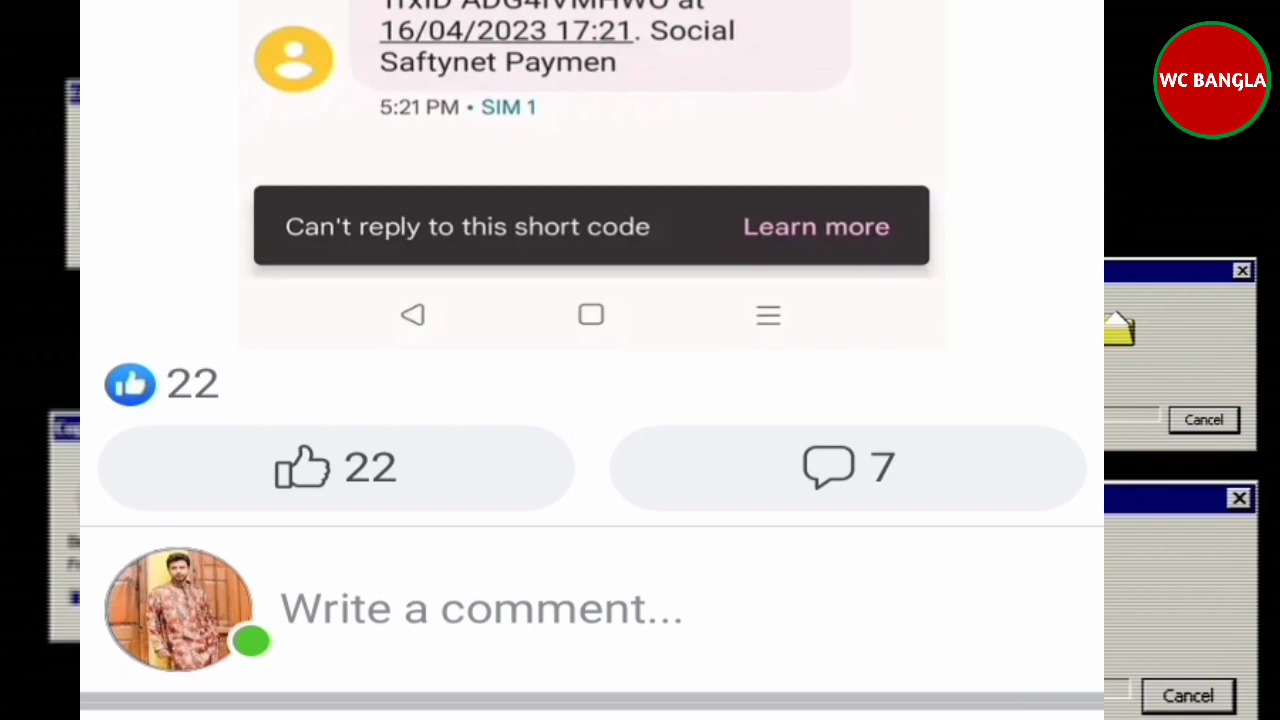 16/04/2023 17:21. Social
Saftynet Paymen
5:21 PM • SIM 1
WC BANGLA
Can't reply to this short code Learn more
22
22 7
Cancel
Write a comment...
Cancel